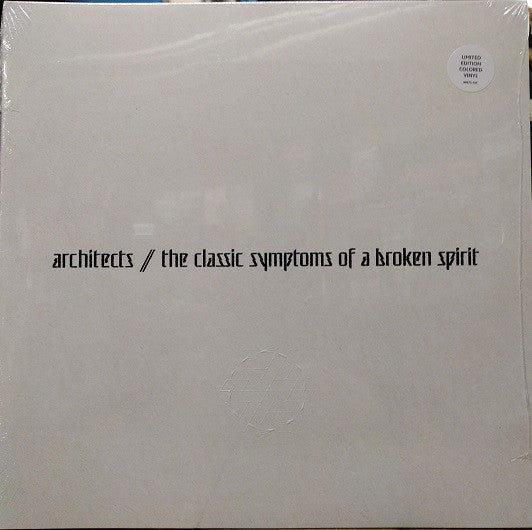 LIMITED
EDITION
COLORED
VINYL
architects // the classic symptoms of a broken spirit